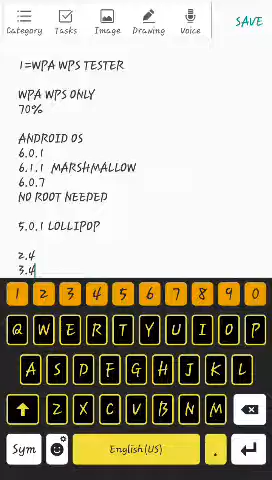 Category Tasks Image Drawing Voice SAVE
1=WPA WPS TESTER
WPA WPS ONLY
70%
ANDROID OS
6.0.1
6.1.1 MARSHMALLOW
6.0.7
NO ROOT NEEDED
5.0.1 LOLLIPOP
2.4
3.4
1 2 3 4 5 6 7 8 9 0
Q W E R T Y U I O P
A S D F G H J K L
Z X C V B N M
Sym English(US) .